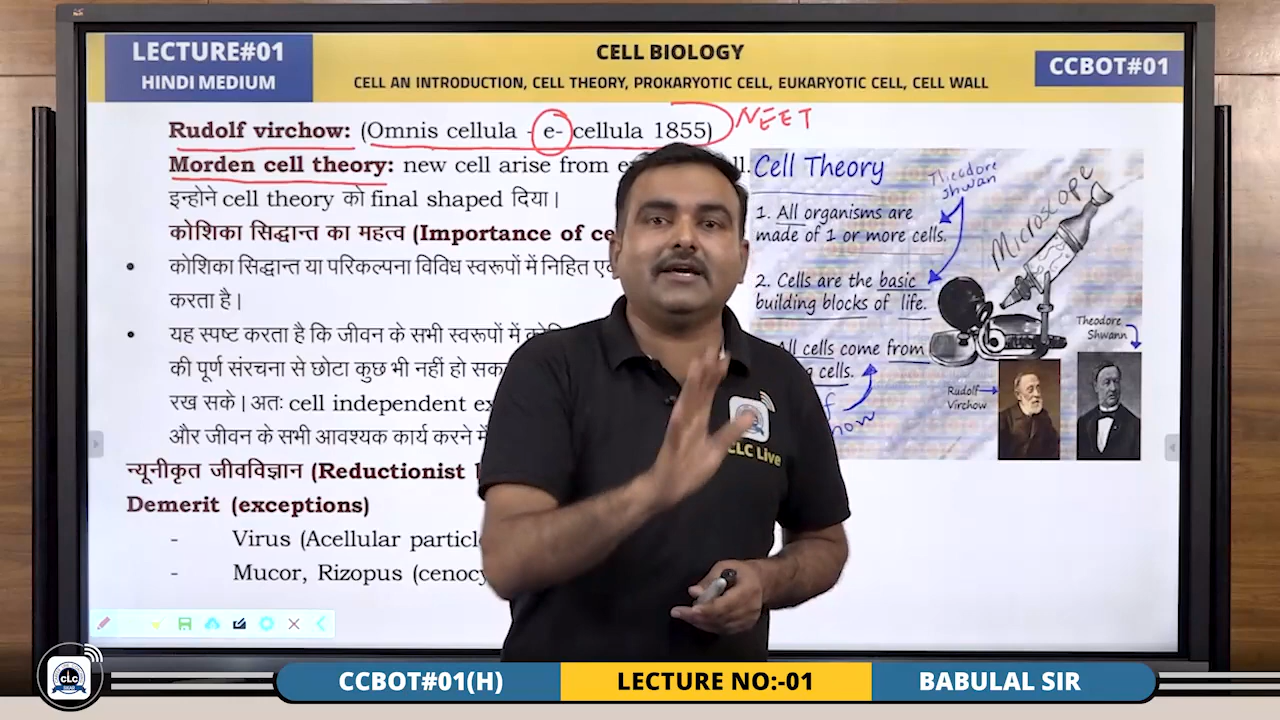 LECTURE#01
HINDI MEDIUM
CELL BIOLOGY
CELL AN INTRODUCTION, CELL THEORY, PROKARYOTIC CELL, EUKARYOTIC CELL, CELL WALL
CCBOT#01
Rudolf virchow: (Omnis cellula - e- cellula 1855) NEET
Morden cell theory: new cell arise from
इन्होने cell theory को final shaped दिया।
कोशिका सिद्धान्त का महत्व (Importance of
कोशिका सिद्धान्त या परिकल्पना विविध स्वरूपों में निहित
करता है।
यह स्पष्ट करता है कि जीवन के सभी स्वरूपों में
की पूर्ण संरचना से छोटा कुछ भी नहीं हो
रख सके। अतः cell independent
और जीवन के सभी आवश्यक कार्य करने में
न्यूनीकृत जीवविज्ञान (Reductionist
Demerit (exceptions)
- Virus (Acellular
- Mucor, Rizopus
Cell Theory
Theodore
Shwan
1. All organisms are
made of 1 or more cells.
2. Cells are the basic
building blocks of life.
All cells come from
cells.
Microscope
Theodore
Shwann
Rudolf
Virchow
CLC Live
CLC
CCBOT#01(H)
LECTURE NO:-01
BABULAL SIR